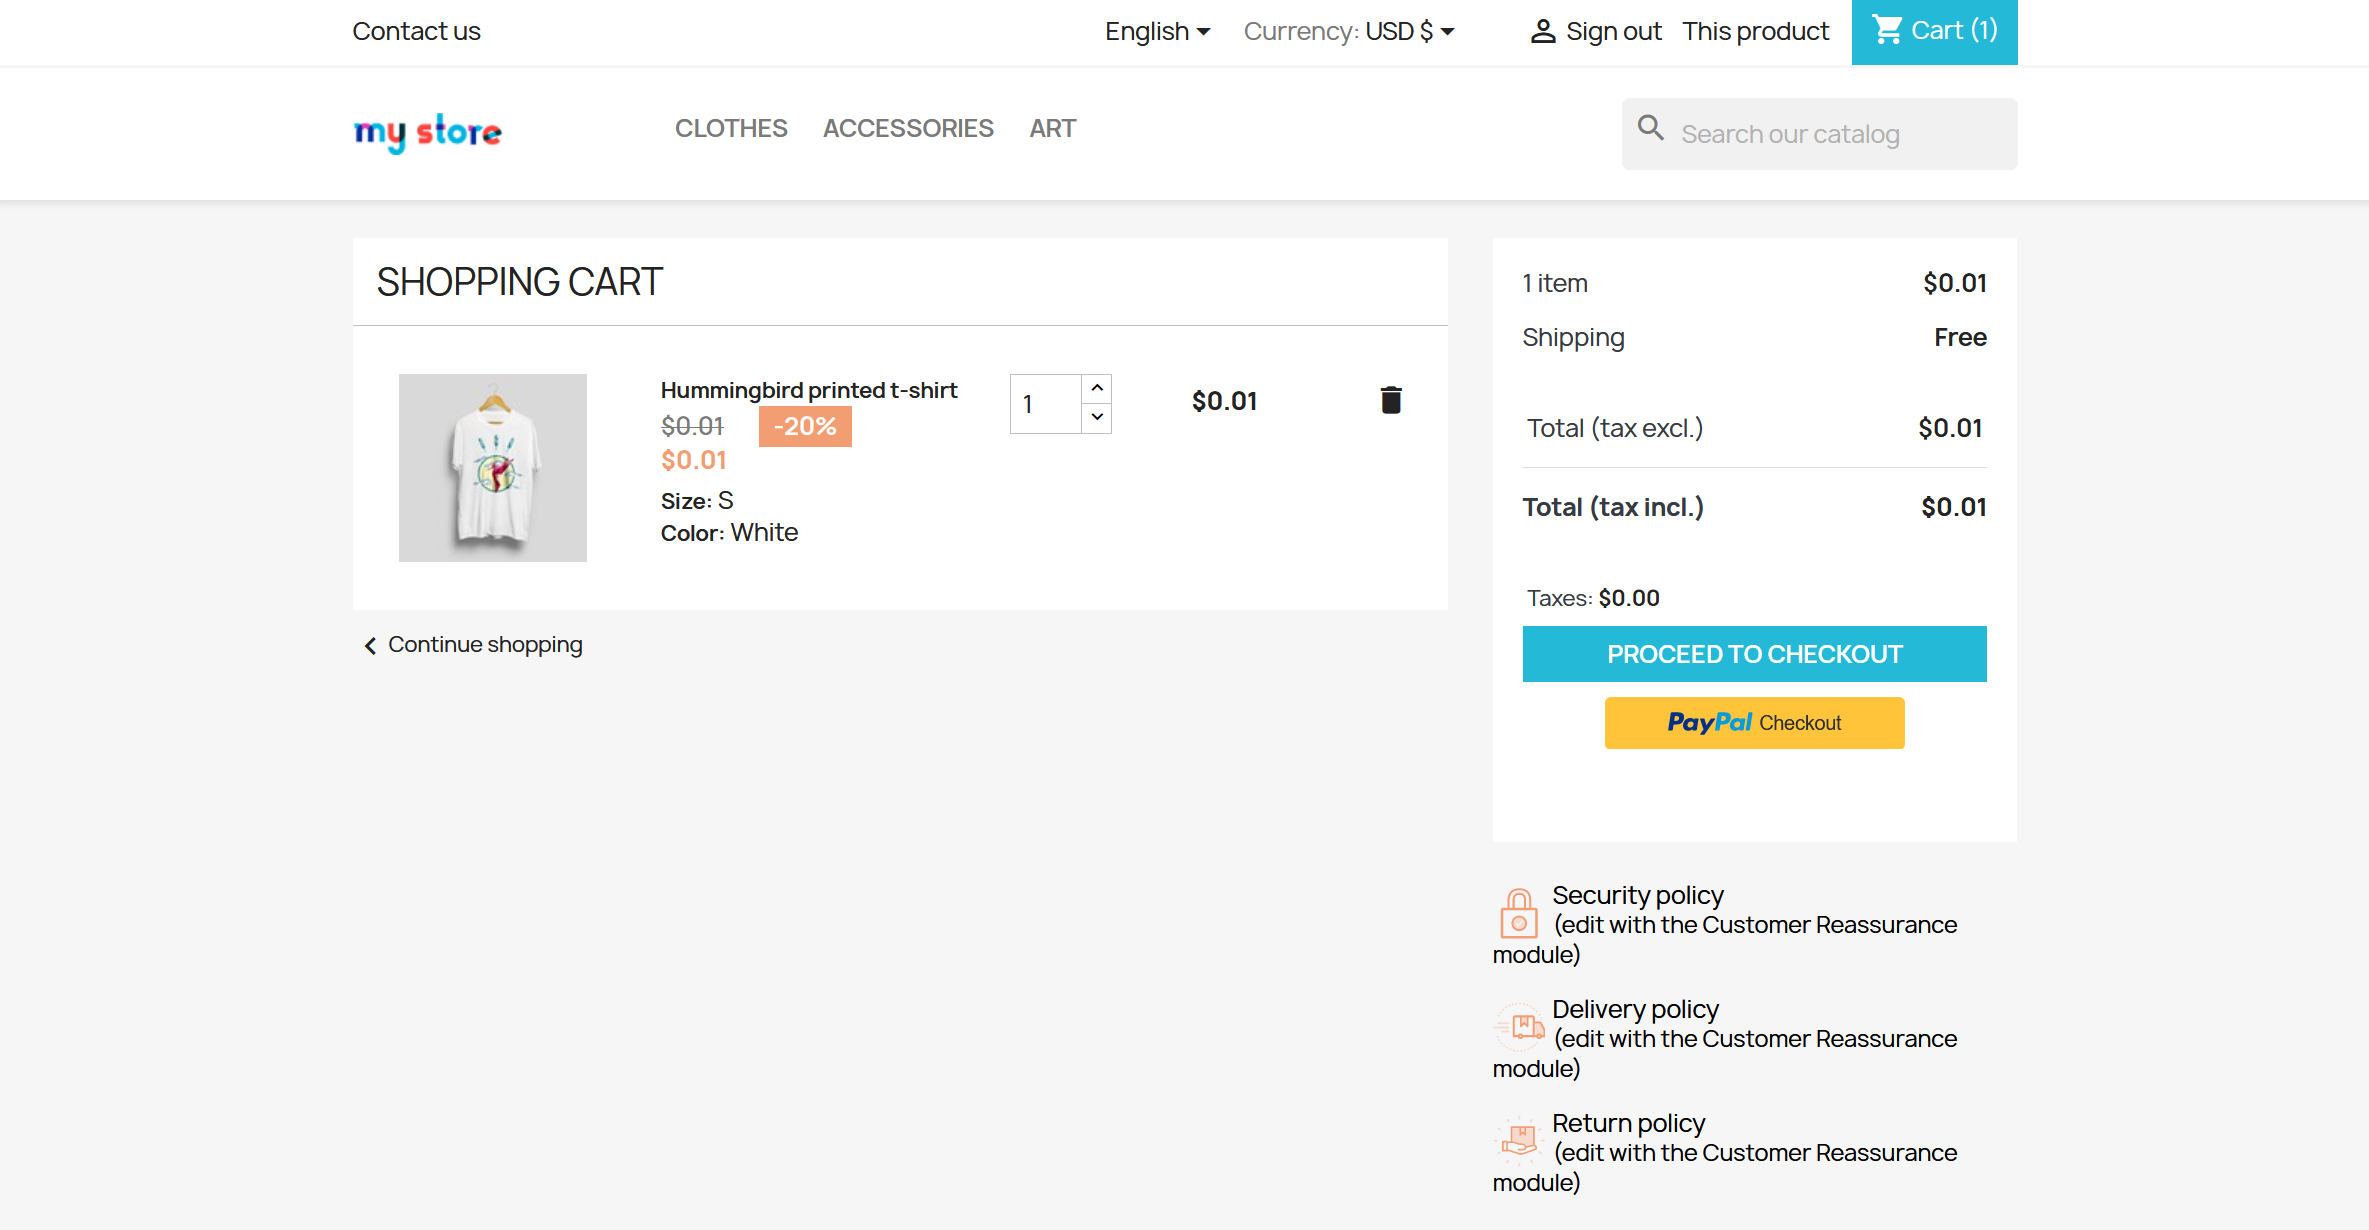 Contact us
English
Currency: USD $
Sign out
This product
Cart (1)
my store
CLOTHES
ACCESSORIES
ART
Search our catalog
SHOPPING CART
Hummingbird printed t-shirt
$0.01
-20%
$0.01
Size: S
Color: White
1
$0.01
Continue shopping
1 item
$0.01
Shipping
Free
Total (tax excl.)
$0.01
Total (tax incl.)
$0.01
Taxes: $0.00
PROCEED TO CHECKOUT
PayPal Checkout
Security policy
(edit with the Customer Reassurance
module)
Delivery policy
(edit with the Customer Reassurance
module)
Return policy
(edit with the Customer Reassurance
module)